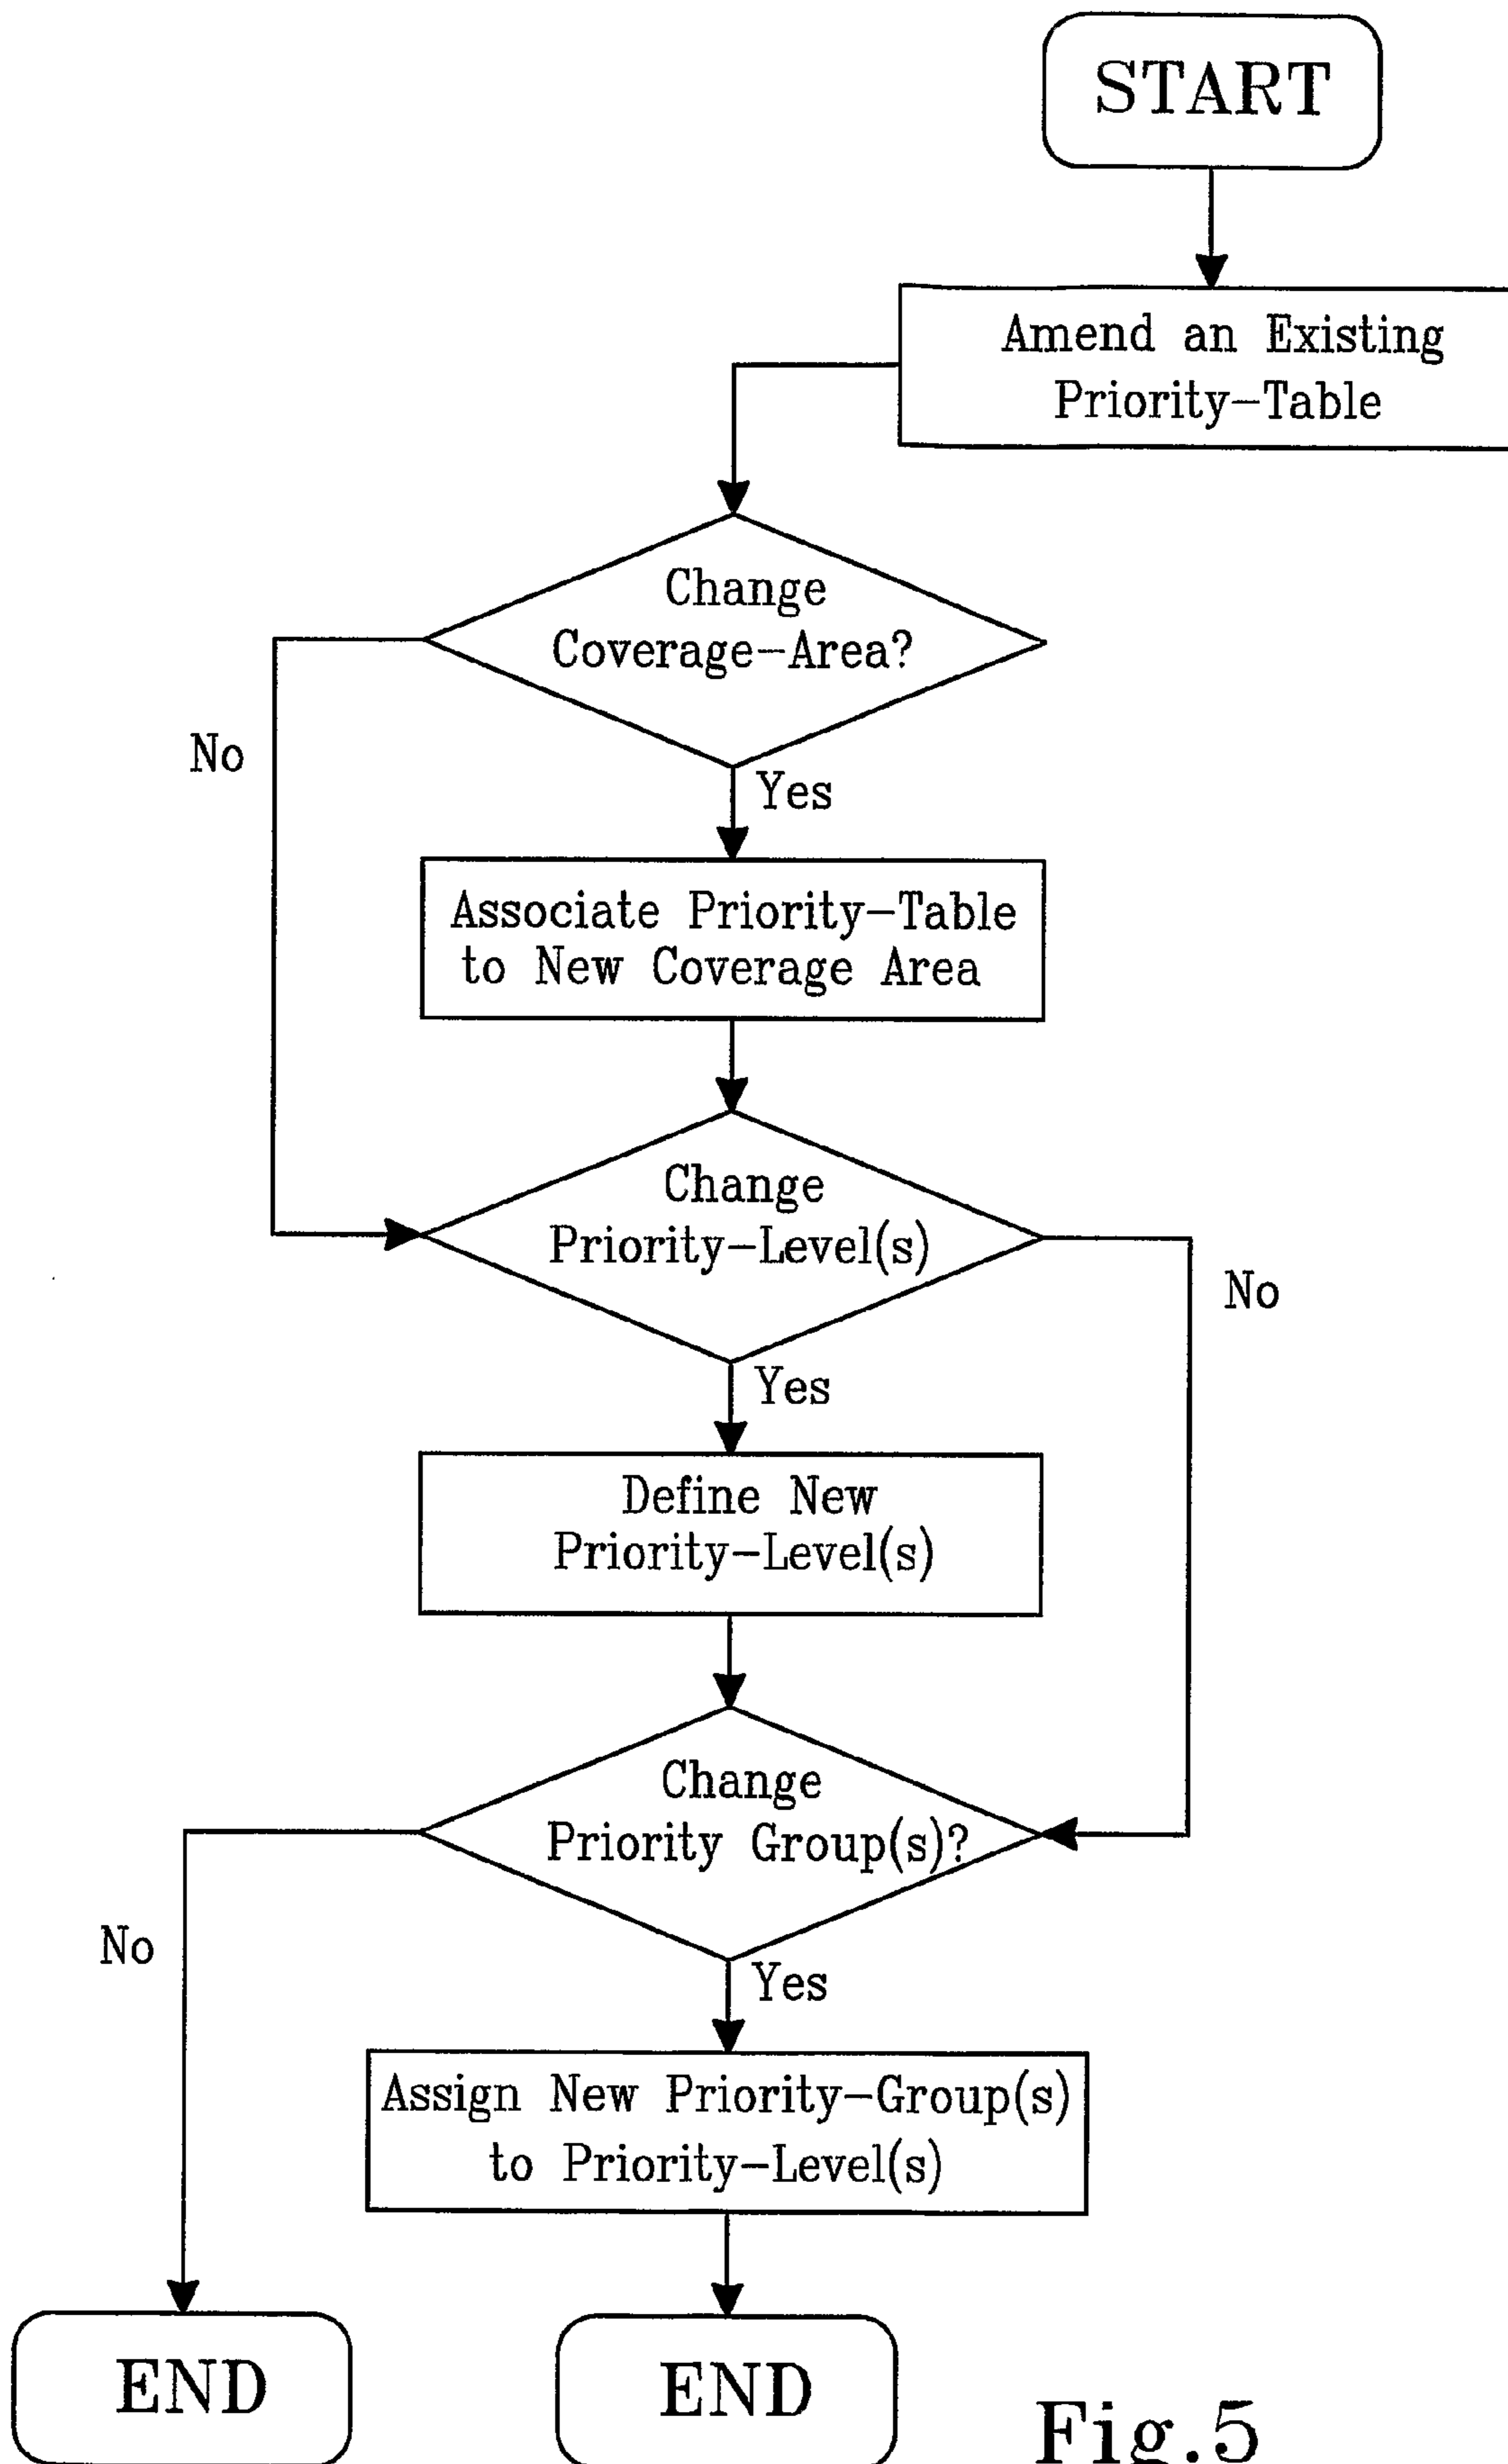 START
Amend an Existing
Priority-Table
Change
Coverage-Area?
No
Yes
Associate Priority-Table
to New Coverage Area
Change
Priority-Level(s)
No
Yes
Define New
Priority-Level(s)
Change
Priority Group(s)?
No
Yes
Assign New Priority-Group(s)
to Priority-Level(s)
END
END
Fig.5